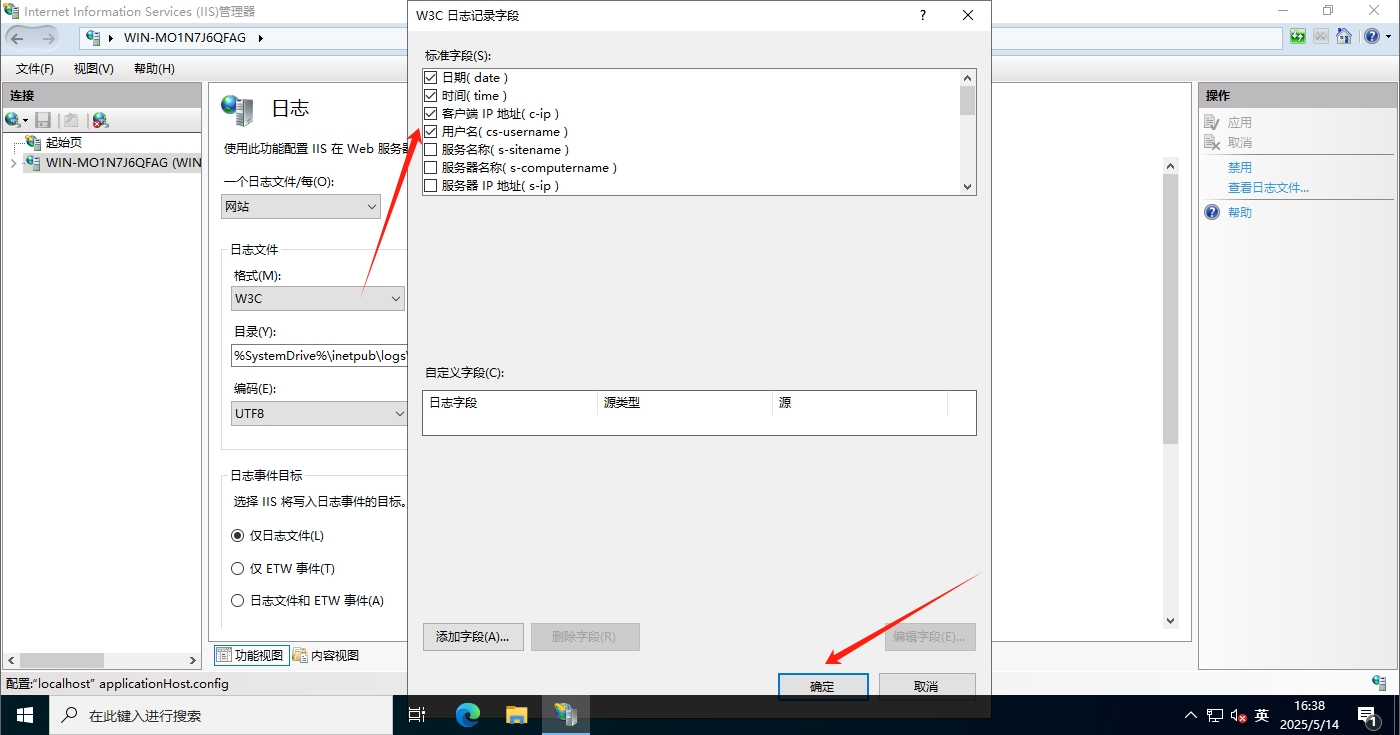 Internet Information Services (IIS)管理器
WIN-MO1N7J6QFAG
文件(F) 视图(V) 帮助(H)
连接
起始页
WIN-MO1N7J6QFAG (WIN
日志
使用此功能配置 IIS 在 Web 服务器
一个日志文件/每(O):
网站
日志文件
格式(M):
W3C
目录(Y):
%SystemDrive%\inetpub\logs\
编码(E):
UTF8
日志事件目标
选择 IIS 将写入日志事件的目标。
仅日志文件(L)
仅 ETW 事件(T)
日志文件和 ETW 事件(A)
功能视图 内容视图
W3C 日志记录字段
?
标准字段(S):
日期( date )
时间( time )
客户端 IP 地址( c-ip )
用户名( cs-username )
服务名称( s-sitename )
服务器名称( s-computername )
服务器 IP 地址( s-ip )
自定义字段(C):
日志字段 源类型 源
添加字段(A)... 删除字段(R) 编辑字段(E)...
确定 取消
操作
应用
取消
禁用
查看日志文件...
帮助
配置:"localhost" applicationHost.config
在此键入进行搜索
英
16:38
2025/5/14
1